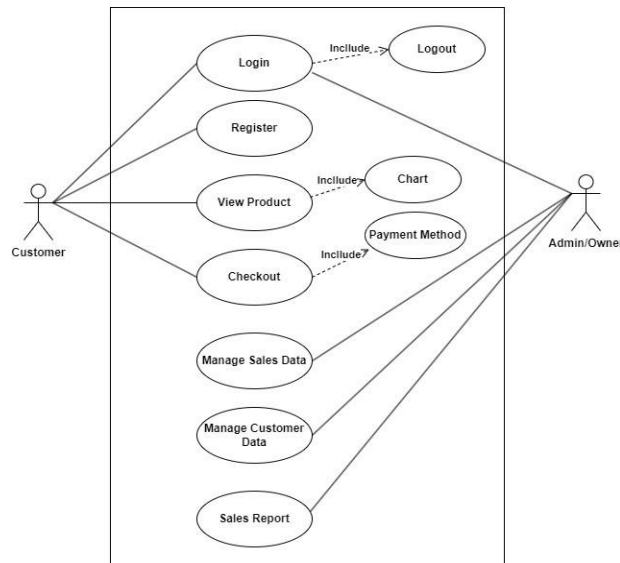 Login
Incllude
Logout
Register
View Product
Incllude
Chart
Customer
Checkout
Incllude
Payment Method
Admin/Owner
Manage Sales Data
Manage Customer
Data
Sales Report